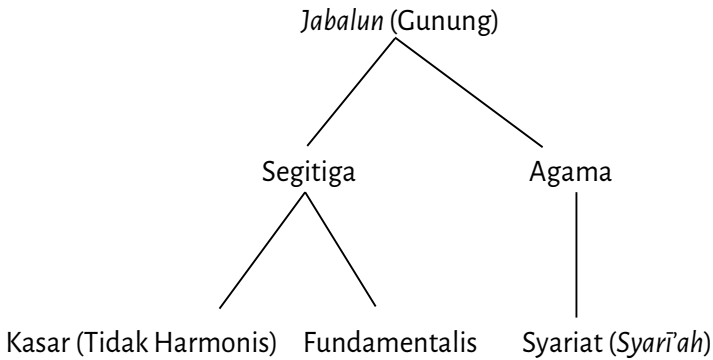 Jabalun (Gunung)
Segitiga Agama
Kasar (Tidak Harmonis) Fundamentalis Syariat (Syarī’ah)